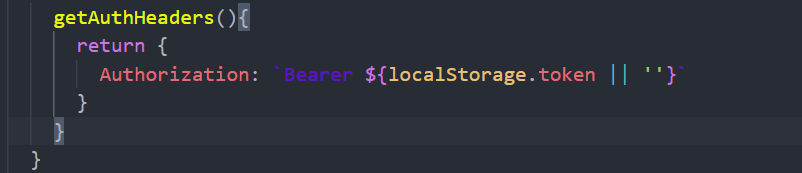 getAuthHeaders(){
return {
Authorization: `Bearer ${localStorage.token || ''}`
}
}
}